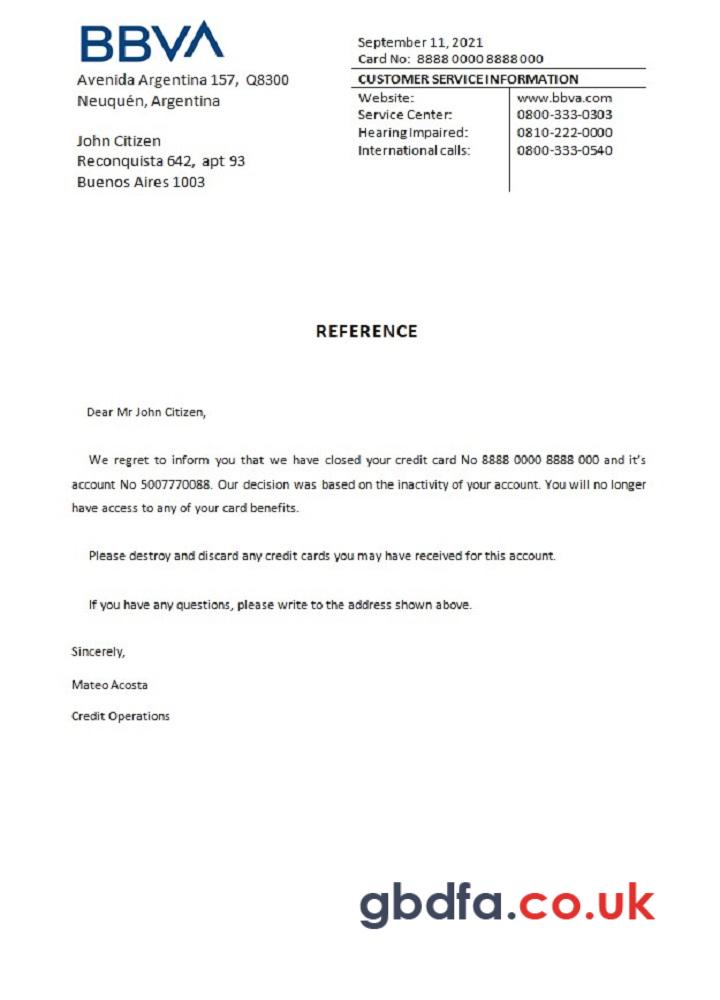 BBVA
Avenida Argentina 157, Q8300
Neuquén, Argentina
John Citizen
Reconquista 642, apt 93
Buenos Aires 1003
September 11, 2021
Card No: 8888 0000 8888 000
CUSTOMER SERVICE INFORMATION
Website: www.bbva.com
Service Center: 0800-333-0303
Hearing Impaired: 0810-222-0000
International calls: 0800-333-0540
REFERENCE
Dear Mr John Citizen,
We regret to inform you that we have closed your credit card No 8888 0000 8888 000 and it's
account No 5007770088. Our decision was based on the inactivity of your account. You will no longer
have access to any of your card benefits.
Please destroy and discard any credit cards you may have received for this account.
If you have any questions, please write to the address shown above.
Sincerely,
Mateo Acosta
Credit Operations
gbdfa.co.uk